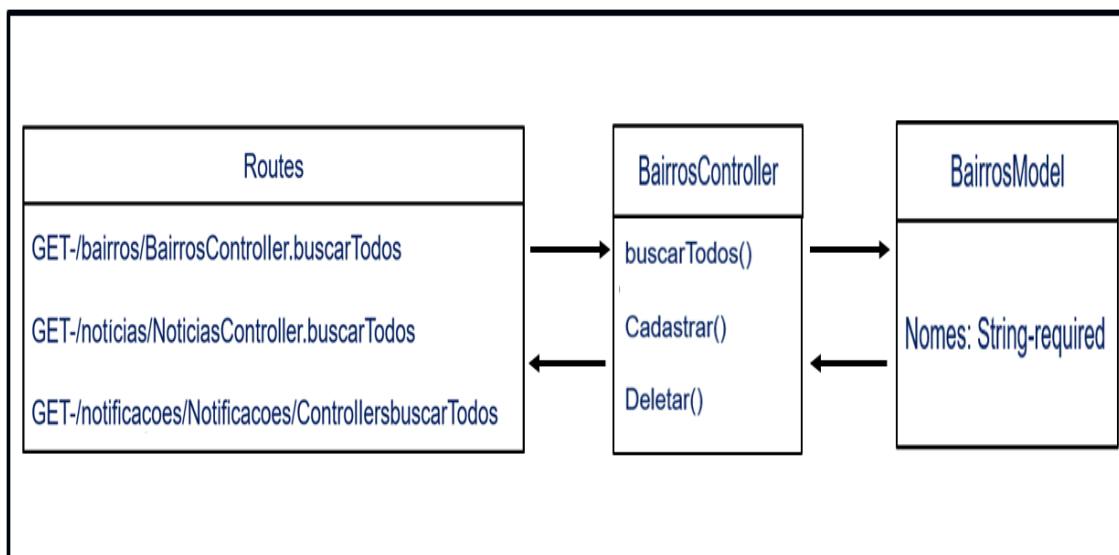 Routes
GET-/bairros/BairrosController.buscarTodos
GET-/notícias/NoticiasController.buscarTodos
GET-/notificacoes/Notificacoes/ControllersbuscarTodos
BairrosController
buscarTodos()
Cadastrar()
Deletar()
BairrosModel
Nomes: String-required